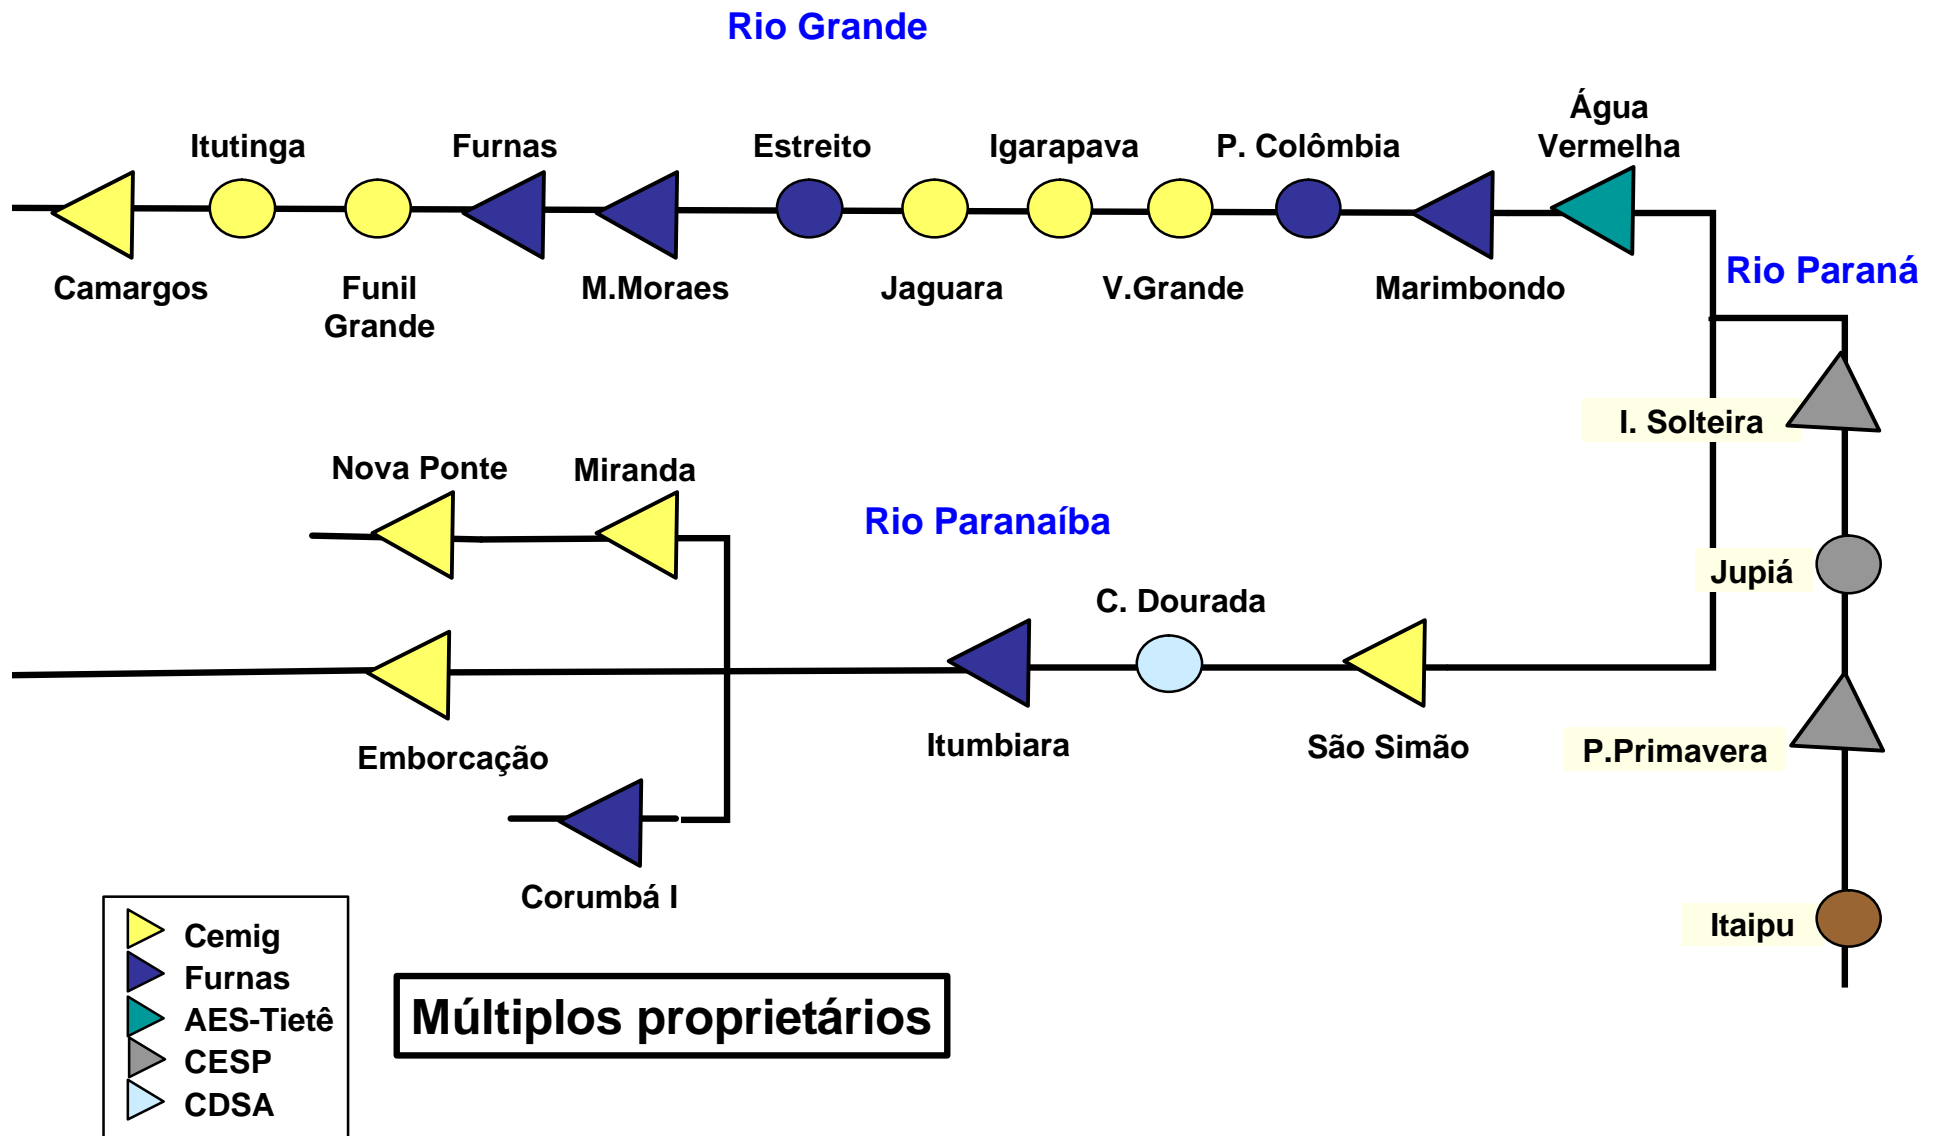 Rio Grande
Água
Itutinga
Furnas
Estreito
Igarapava
P. Colômbia
Vermelha
Camargos
Funil
Grande
M.Moraes
Jaguara
V.Grande
Marimbondo
Rio Paraná
I. Solteira
Nova Ponte
Miranda
Rio Paranaíba
Jupiá
C. Dourada
Emborcação
Itumbiara
São Simão
P.Primavera
Corumbá I
Itaipu
Cemig
Furnas
AES-Tietê
CESP
CDSA
Múltiplos proprietários